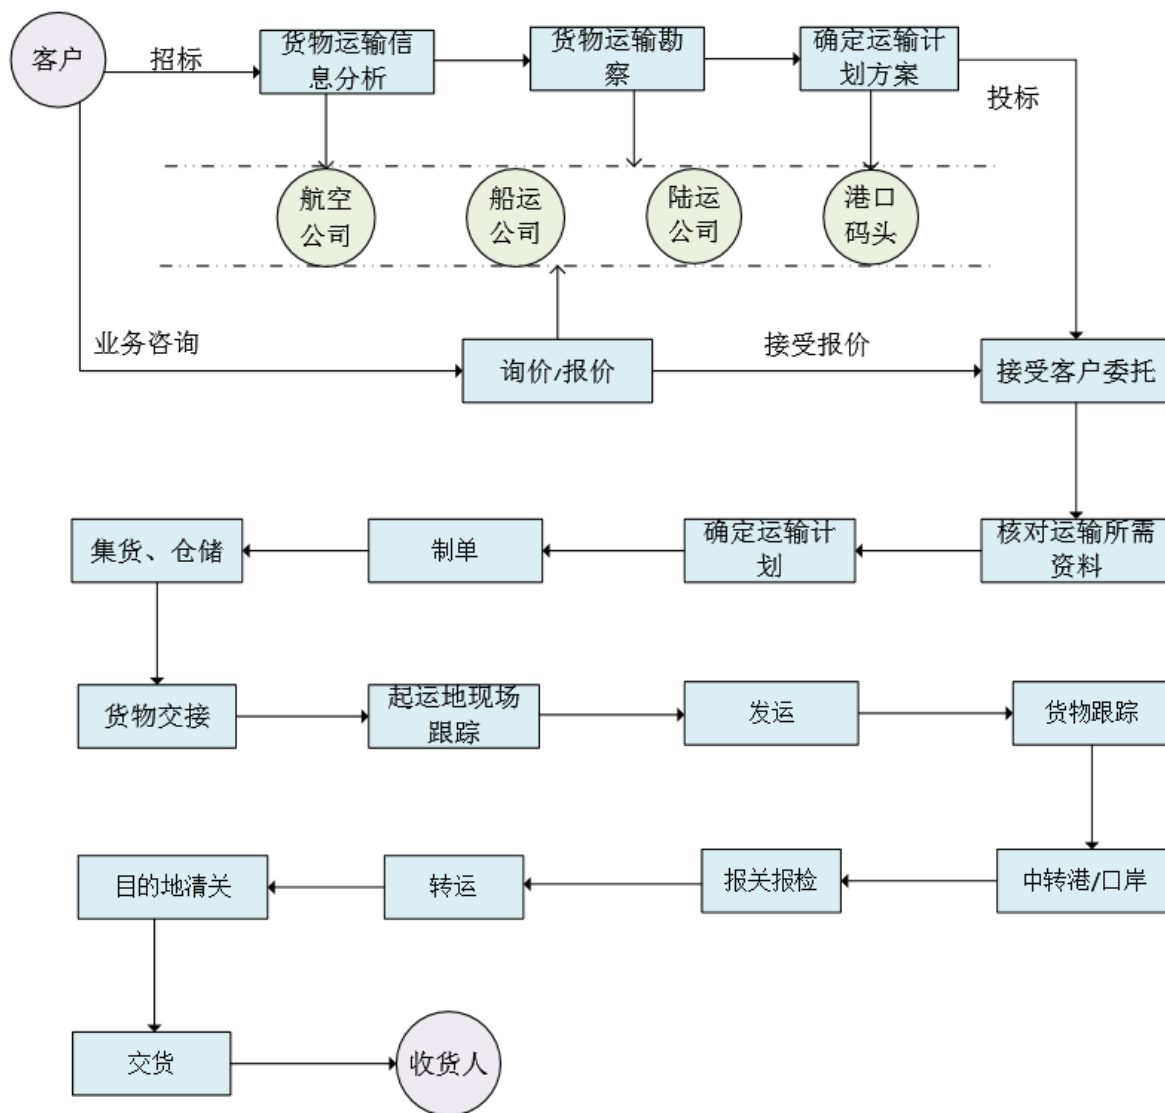 客户
招标
货物运输信
息分析
货物运输勘
察
确定运输计
划方案
投标
航空
公司
船运
公司
陆运
公司
港口
码头
业务咨询
询价/报价
接受报价
接受客户委托
集货、仓储
制单
确定运输计
划
核对运输所需
资料
货物交接
起运地现场
跟踪
发运
货物跟踪
目的地清关
转运
报关报检
中转港/口岸
交货
收货人